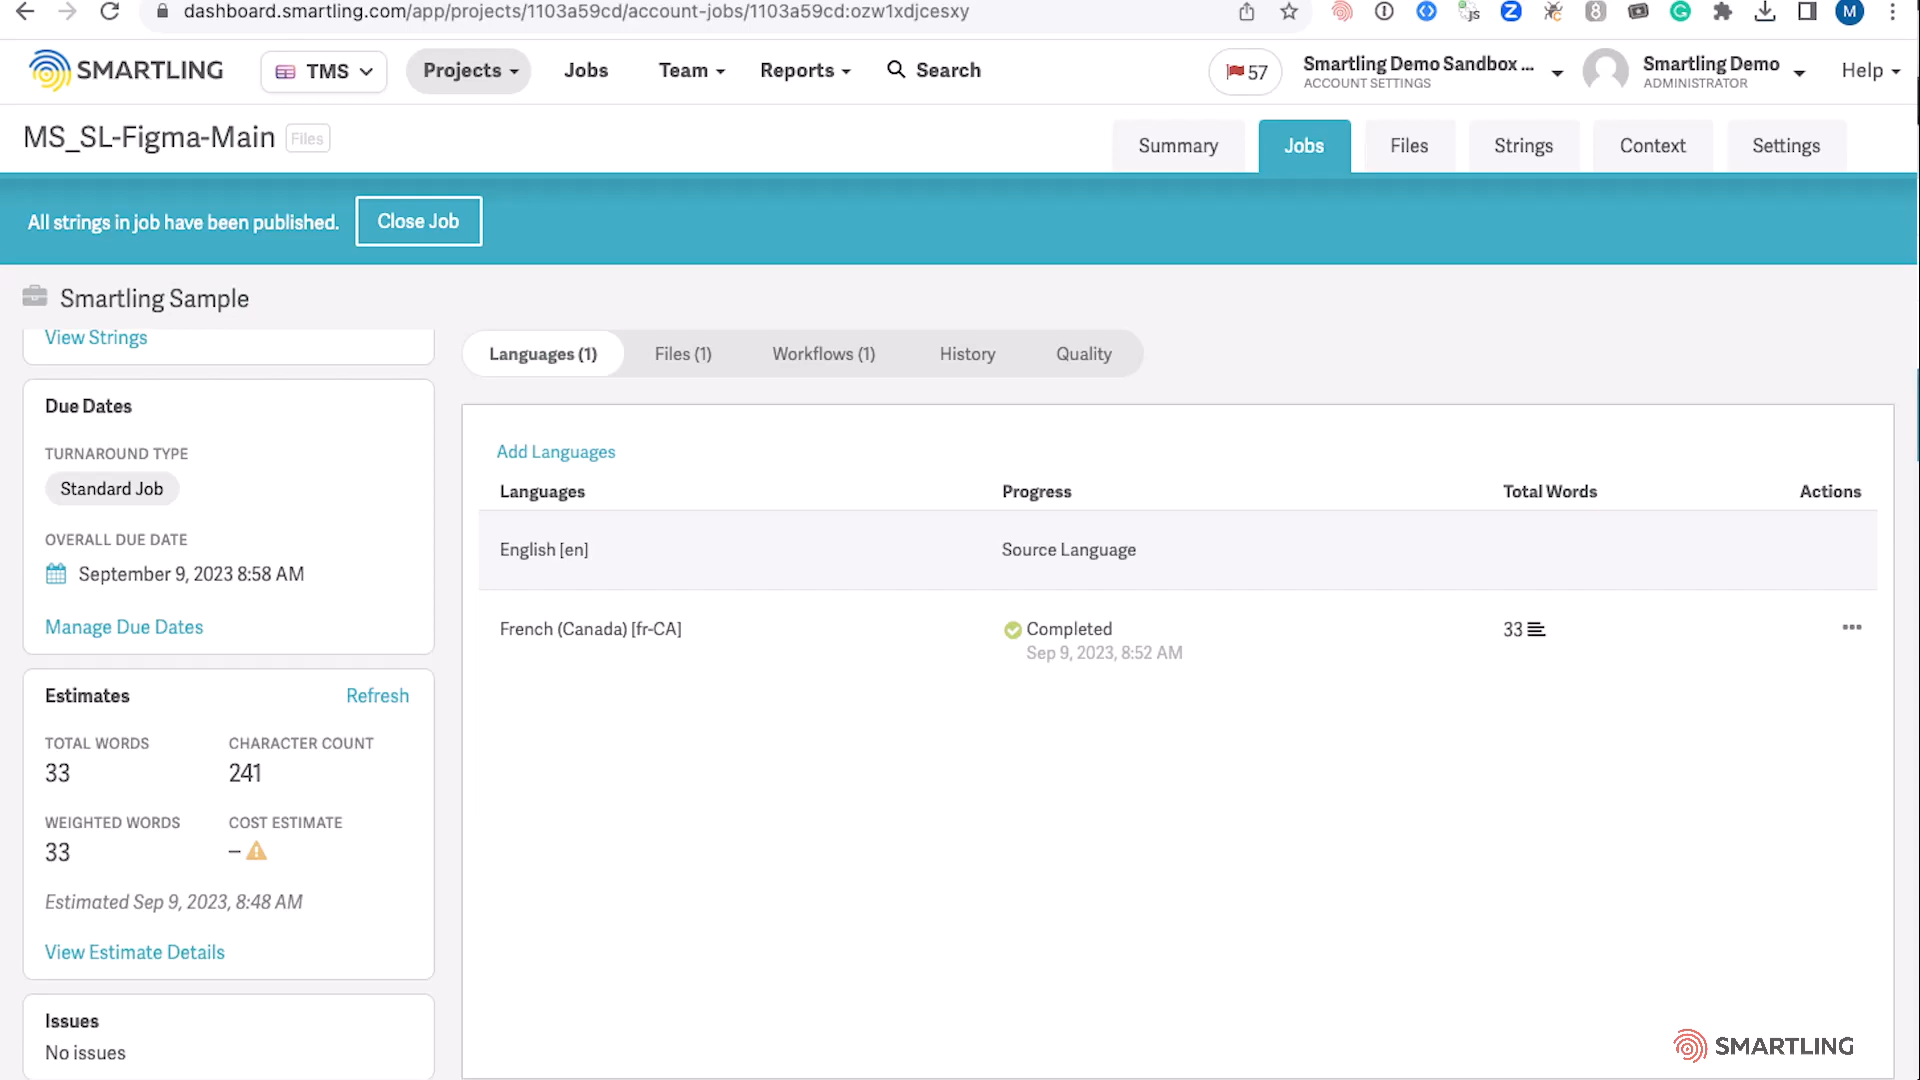 dashboard.smartling.com/app/projects/1103a59cd/account-jobs/1103a59cd:ozw1xdjcesxy
M
SMARTLING
TMS
Projects
Jobs
Team
Reports
Search
57
Smartling Demo Sandbox ...
ACCOUNT SETTINGS
Smartling Demo
ADMINISTRATOR
Help
MS_SL-Figma-Main
Files
Summary
Jobs
Files
Strings
Context
Settings
All strings in job have been published.
Close Job
Smartling Sample
View Strings
Due Dates
TURNAROUND TYPE
Standard Job
OVERALL DUE DATE
September 9, 2023 8:58 AM
Manage Due Dates
Estimates
Refresh
TOTAL WORDS
CHARACTER COUNT
33
241
WEIGHTED WORDS
COST ESTIMATE
33
–
Estimated Sep 9, 2023, 8:48 AM
View Estimate Details
Issues
No issues
Languages (1)
Files (1)
Workflows (1)
History
Quality
Add Languages
Languages
Progress
Total Words
Actions
English [en]
Source Language
French (Canada) [fr-CA]
Completed
33
Sep 9, 2023, 8:52 AM
SMARTLING